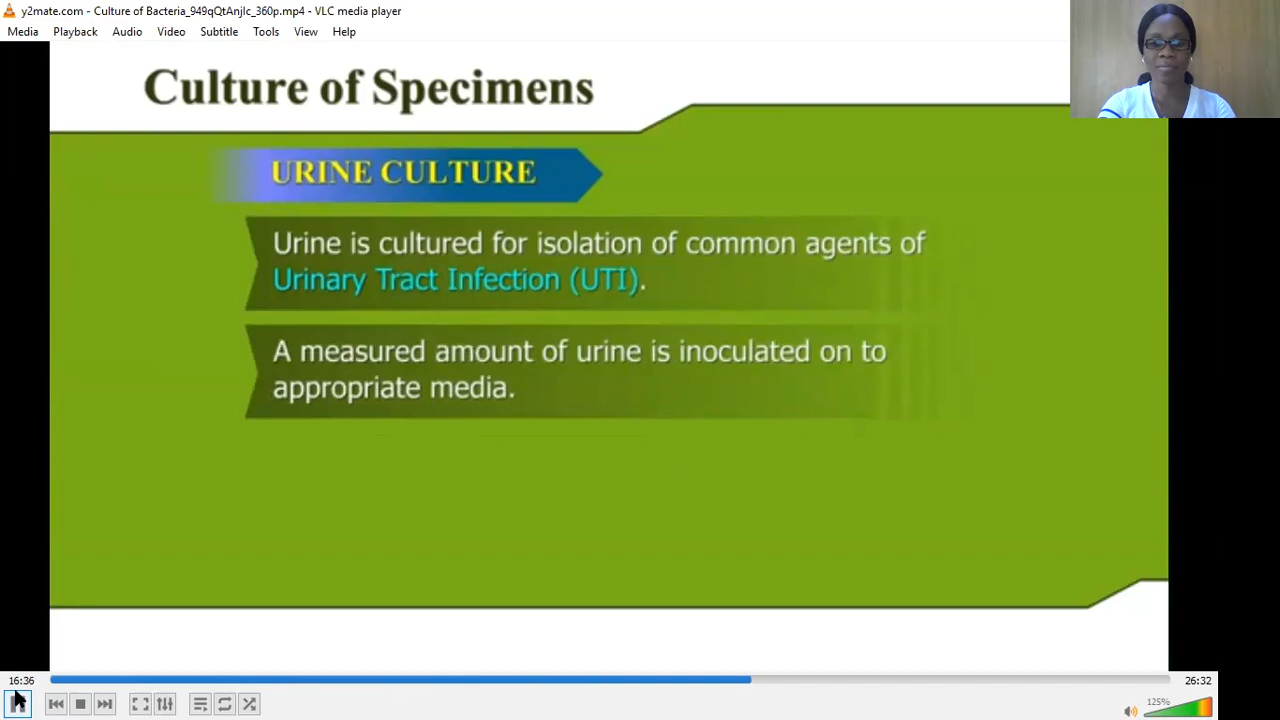 y2mate.com - Culture of Bacteria_949qQtAnjIc_360p.mp4 - VLC media player
Media Playback Audio Video Subtitle Tools View Help
Culture of Specimens
URINE CULTURE
Urine is cultured for isolation of common agents of
Urinary Tract Infection (UTI).
A measured amount of urine is inoculated on to
appropriate media.
16:36
26:32
125%